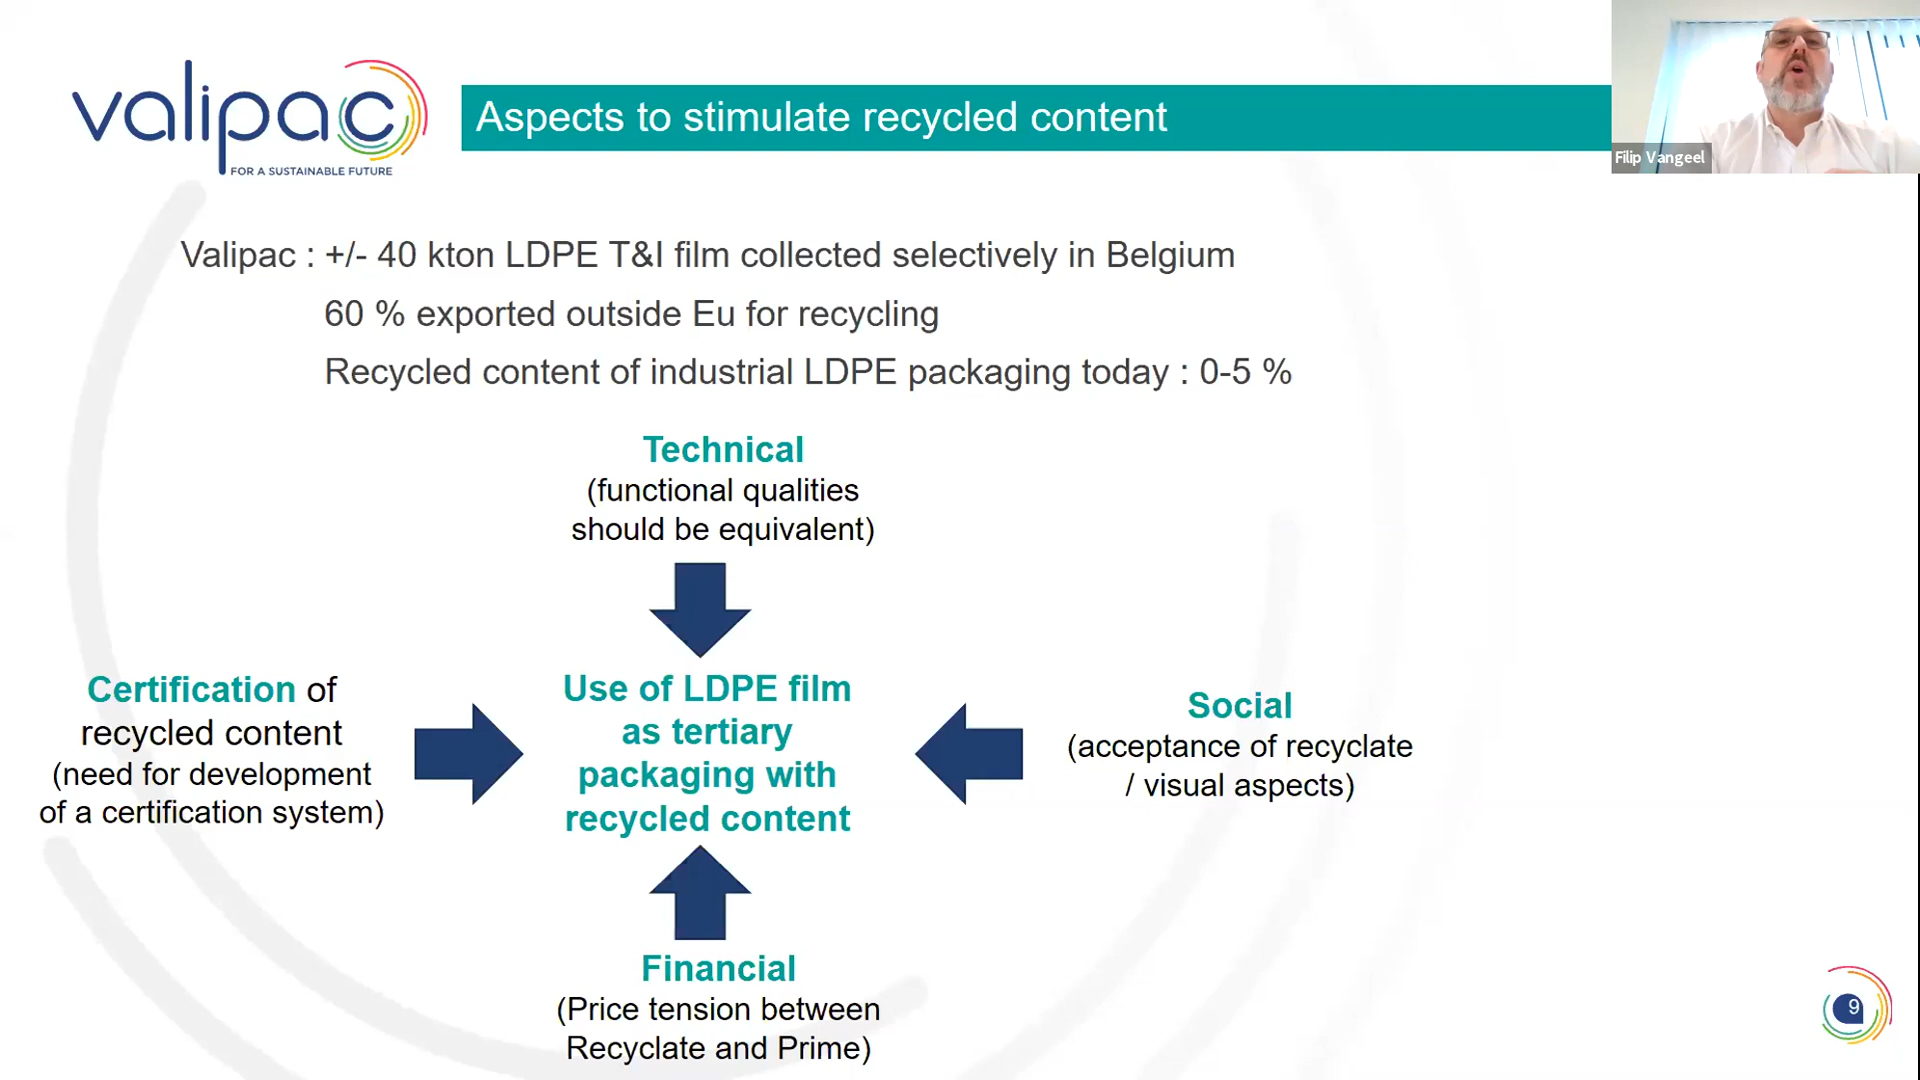 valipac
FOR A SUSTAINABLE FUTURE
Aspects to stimulate recycled content
Filip Vangeel
Valipac : +/- 40 kton LDPE T&I film collected selectively in Belgium
60 % exported outside Eu for recycling
Recycled content of industrial LDPE packaging today : 0-5 %
Technical
(functional qualities
should be equivalent)
Certification of
recycled content
(need for development
of a certification system)
Use of LDPE film
as tertiary
packaging with
recycled content
Social
(acceptance of recyclate
/ visual aspects)
Financial
(Price tension between
Recyclate and Prime)
9